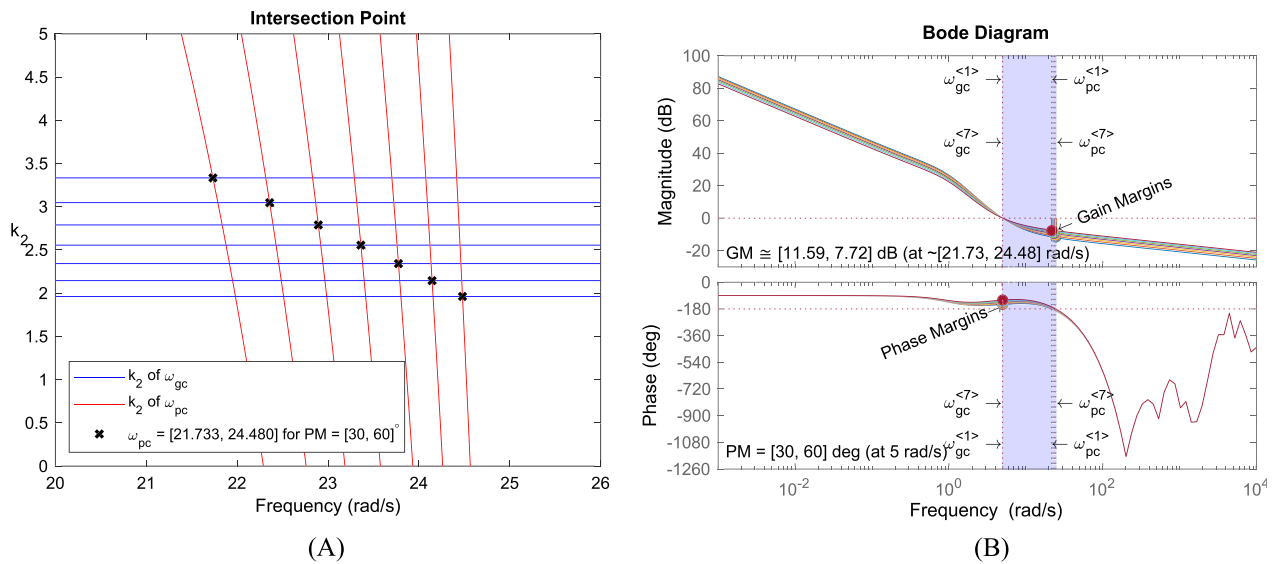 Intersection Point
5
4.5
4
3.5
3
k2
2.5
2
1.5
1
0.5
0
k2 of ωgc
k2 of ωpc
ωpc = [21.733, 24.480] for PM = [30, 60]°
20 21 22 23 24 25 26
Frequency (rad/s)
(A)
Bode Diagram
100
80
60
40
20
0
-20
Magnitude (dB)
ωgc<1> → ← ωpc<1>
ωgc<7> → ← ωpc<7>
Gain Margins
GM ≅ [11.59, 7.72] dB (at ~[21.73, 24.48] rad/s)
0
-180
-360
-540
-720
-900
-1080
-1260
Phase (deg)
Phase Margins
ωgc<7> → ← ωpc<7>
ωgc<1> → ← ωpc<1>
PM = [30, 60] deg (at 5 rad/s)
10-2 100 102 104
Frequency (rad/s)
(B)